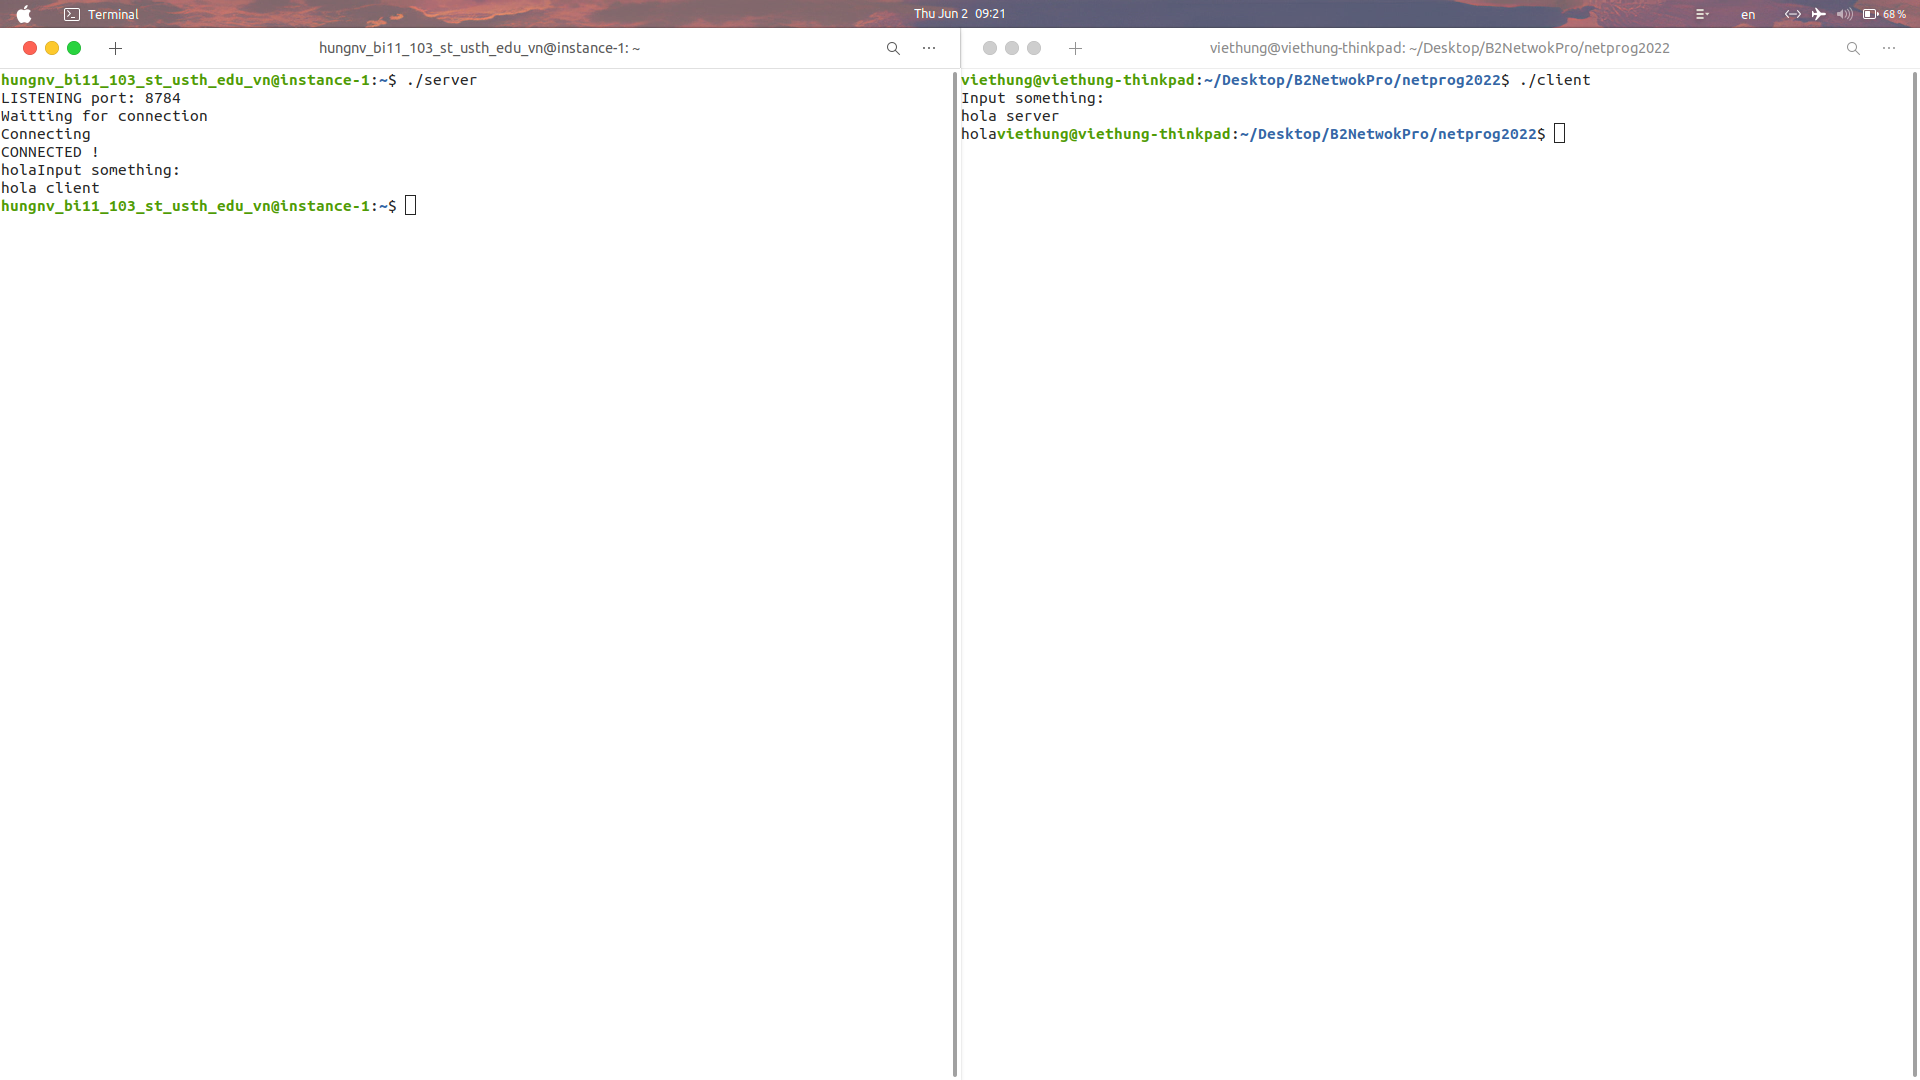 Terminal
Thu Jun 2 09:21
en
68 %
hungnv_bi11_103_st_usth_edu_vn@instance-1: ~
hungnv_bi11_103_st_usth_edu_vn@instance-1:~$ ./server
LISTENING port: 8784
Waitting for connection
Connecting
CONNECTED !
holaInput something:
hola client
hungnv_bi11_103_st_usth_edu_vn@instance-1:~$
viethung@viethung-thinkpad: ~/Desktop/B2NetwokPro/netprog2022
viethung@viethung-thinkpad:~/Desktop/B2NetwokPro/netprog2022$ ./client
Input something:
hola server
holaviethung@viethung-thinkpad:~/Desktop/B2NetwokPro/netprog2022$